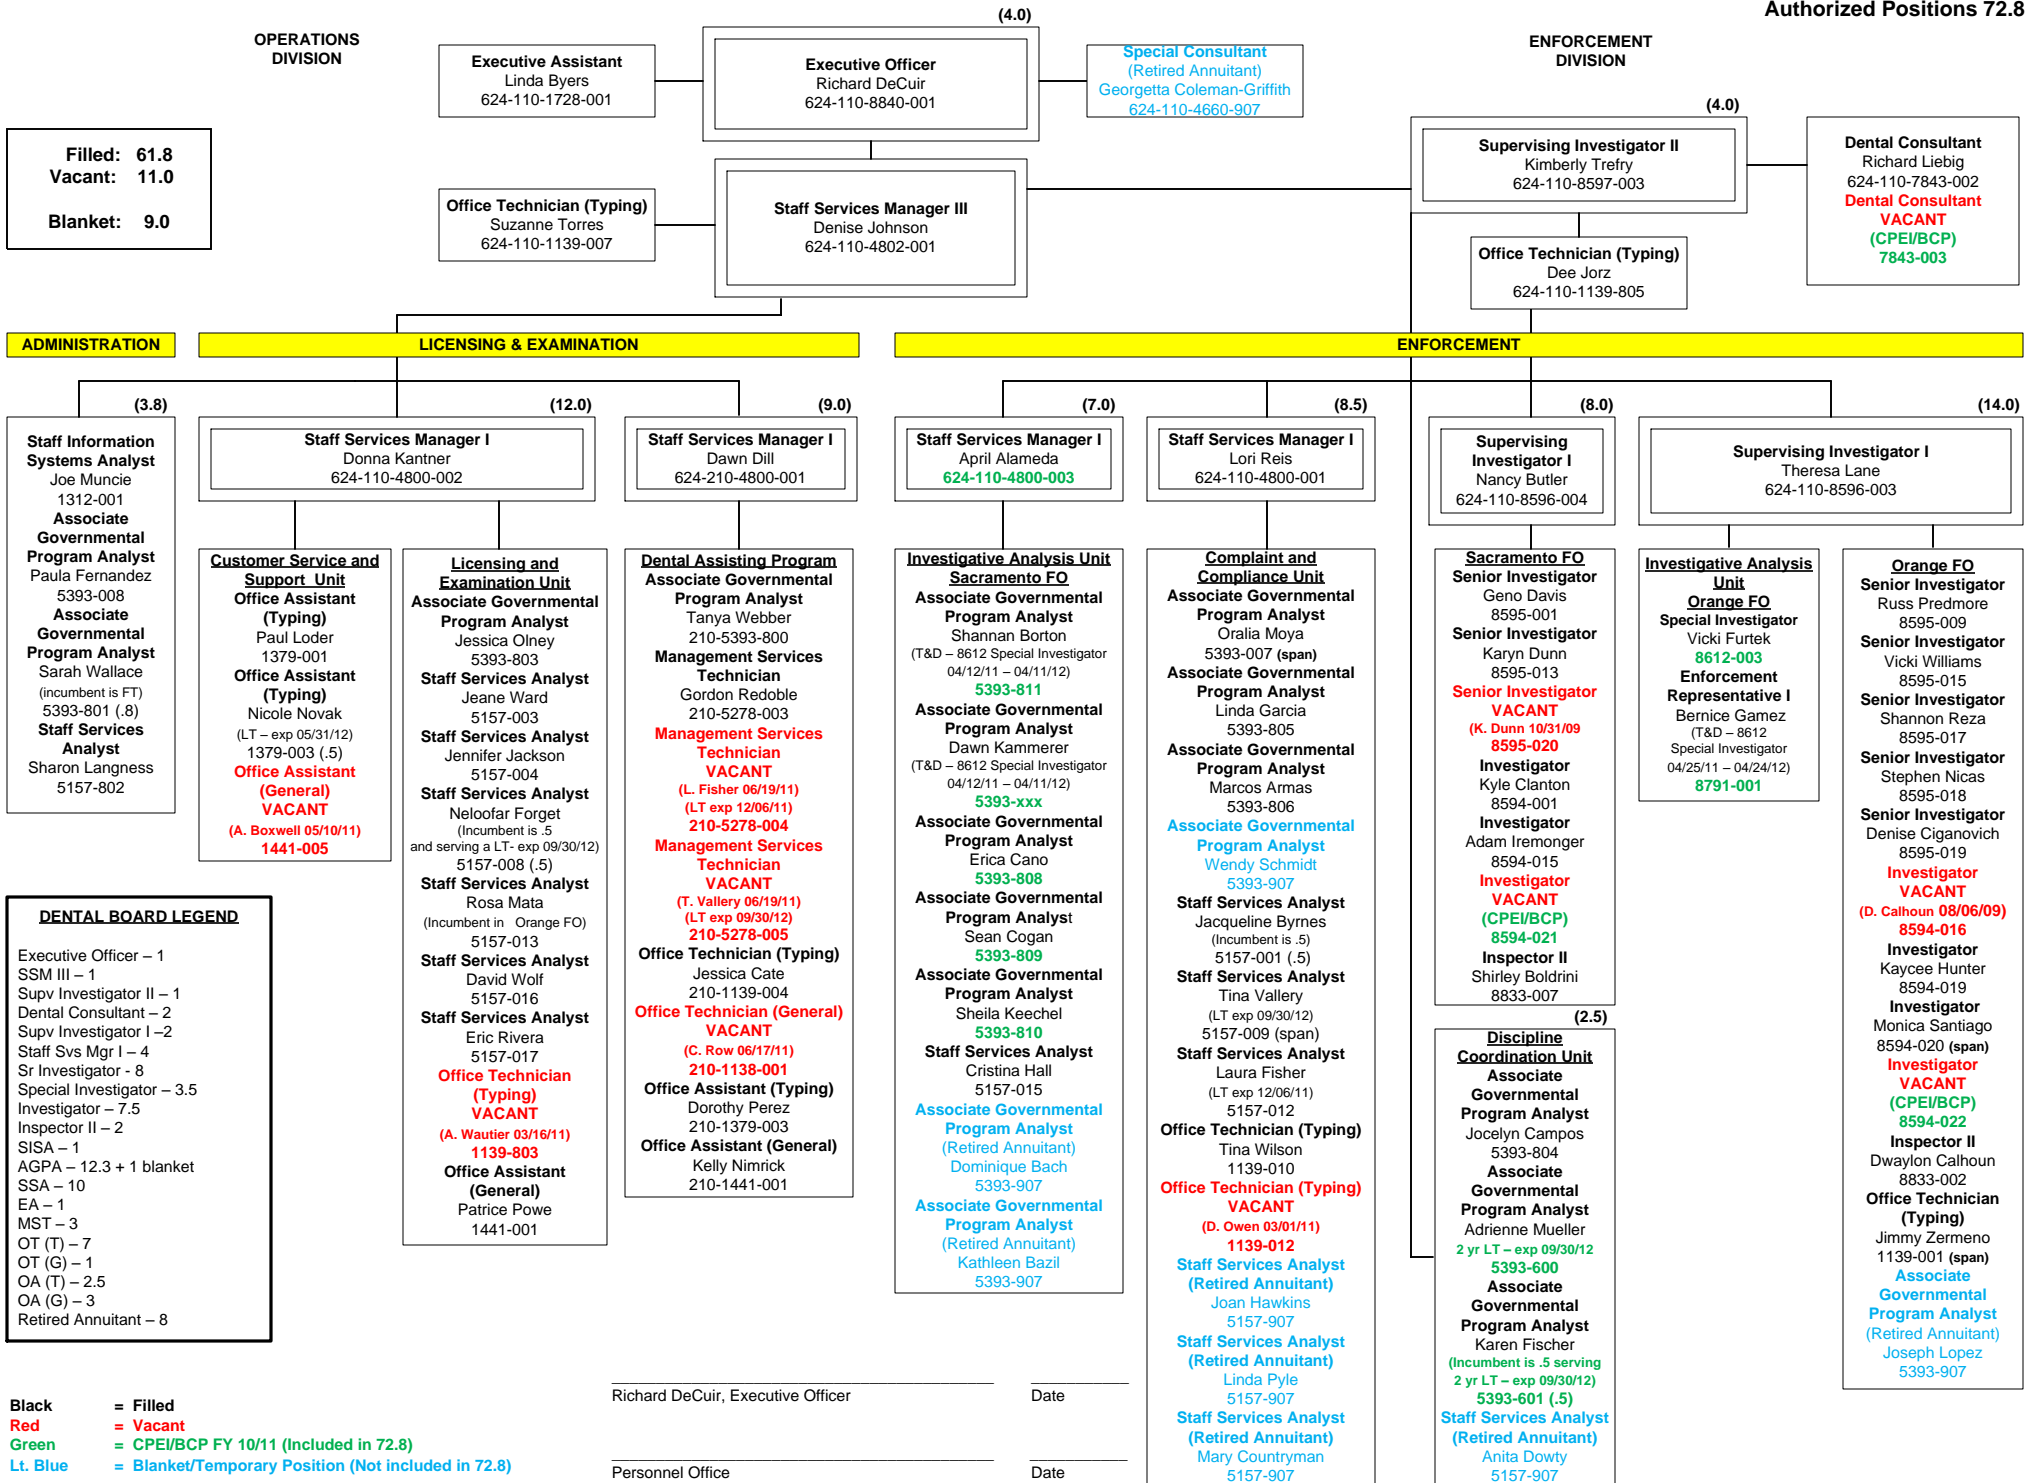 Authorized Positions 72.8
(4.0)
OPERATIONS
DIVISION
Executive Assistant
Linda Byers
624-110-1728-001
Executive Officer
Richard DeCuir
624-110-8840-001
Special Consultant
(Retired Annuitant)
Georgetta Coleman-Griffith
624-110-4660-907
ENFORCEMENT
DIVISION
(4.0)
Filled: 61.8
Vacant: 11.0
Blanket: 9.0
Office Technician (Typing)
Suzanne Torres
624-110-1139-007
Staff Services Manager III
Denise Johnson
624-110-4802-001
Supervising Investigator II
Kimberly Trefry
624-110-8597-003
Dental Consultant
Richard Liebig
624-110-7843-002
Dental Consultant
VACANT
(CPEI/BCP)
7843-003
Office Technician (Typing)
Dee Jorz
624-110-1139-805
ADMINISTRATION
LICENSING & EXAMINATION
ENFORCEMENT
(3.8)
Staff Information
Systems Analyst
Joe Muncie
1312-001
Associate
Governmental
Program Analyst
Paula Fernandez
5393-008
Associate
Governmental
Program Analyst
Sarah Wallace
(incumbent is FT)
5393-801 (.8)
Staff Services
Analyst
Sharon Langness
5157-802
(12.0)
Staff Services Manager I
Donna Kantner
624-110-4800-002
Customer Service and
Support Unit
Office Assistant
(Typing)
Paul Loder
1379-001
Office Assistant
(Typing)
Nicole Novak
(LT – exp 05/31/12)
1379-003 (.5)
Office Assistant
(General)
VACANT
(A. Boxwell 05/10/11)
1441-005
Licensing and
Examination Unit
Associate Governmental
Program Analyst
Jessica Olney
5393-803
Staff Services Analyst
Jeane Ward
5157-003
Staff Services Analyst
Jennifer Jackson
5157-004
Staff Services Analyst
Neloofar Forget
(Incumbent is .5
and serving a LT- exp 09/30/12)
5157-008 (.5)
Staff Services Analyst
Rosa Mata
(Incumbent in Orange FO)
5157-013
Staff Services Analyst
David Wolf
5157-016
Staff Services Analyst
Eric Rivera
5157-017
Office Technician
(Typing)
VACANT
(A. Wautier 03/16/11)
1139-803
Office Assistant
(General)
Patrice Powe
1441-001
(9.0)
Staff Services Manager I
Dawn Dill
624-210-4800-001
Dental Assisting Program
Associate Governmental
Program Analyst
Tanya Webber
210-5393-800
Management Services
Technician
Gordon Redoble
210-5278-003
Management Services
Technician
VACANT
(L. Fisher 06/19/11)
(LT exp 12/06/11)
210-5278-004
Management Services
Technician
VACANT
(T. Vallery 06/19/11)
(LT exp 09/30/12)
210-5278-005
Office Technician (Typing)
Jessica Cate
210-1139-004
Office Technician (General)
VACANT
(C. Row 06/17/11)
210-1138-001
Office Assistant (Typing)
Dorothy Perez
210-1379-003
Office Assistant (General)
Kelly Nimrick
210-1441-001
(7.0)
Staff Services Manager I
April Alameda
624-110-4800-003
Investigative Analysis Unit
Sacramento FO
Associate Governmental
Program Analyst
Shannan Borton
(T&D – 8612 Special Investigator
04/12/11 – 04/11/12)
5393-811
Associate Governmental
Program Analyst
Dawn Kammerer
(T&D – 8612 Special Investigator
04/12/11 – 04/11/12)
5393-xxx
Associate Governmental
Program Analyst
Erica Cano
5393-808
Associate Governmental
Program Analyst
Sean Cogan
5393-809
Associate Governmental
Program Analyst
Sheila Keechel
5393-810
Staff Services Analyst
Cristina Hall
5157-015
Associate Governmental
Program Analyst
(Retired Annuitant)
Dominique Bach
5393-907
Associate Governmental
Program Analyst
(Retired Annuitant)
Kathleen Bazil
5393-907
(8.5)
Staff Services Manager I
Lori Reis
624-110-4800-001
Complaint and
Compliance Unit
Associate Governmental
Program Analyst
Oralia Moya
5393-007 (span)
Associate Governmental
Program Analyst
Linda Garcia
5393-805
Associate Governmental
Program Analyst
Marcos Armas
5393-806
Associate Governmental
Program Analyst
Wendy Schmidt
5393-907
Staff Services Analyst
Jacqueline Byrnes
(Incumbent is .5)
5157-001 (.5)
Staff Services Analyst
Tina Vallery
(LT exp 09/30/12)
5157-009 (span)
Staff Services Analyst
Laura Fisher
(LT exp 12/06/11)
5157-012
Office Technician (Typing)
Tina Wilson
1139-010
Office Technician (Typing)
VACANT
(D. Owen 03/01/11)
1139-012
Staff Services Analyst
(Retired Annuitant)
Joan Hawkins
5157-907
Staff Services Analyst
(Retired Annuitant)
Linda Pyle
5157-907
Staff Services Analyst
(Retired Annuitant)
Mary Countryman
5157-907
(8.0)
Supervising
Investigator I
Nancy Butler
624-110-8596-004
Sacramento FO
Senior Investigator
Geno Davis
8595-001
Senior Investigator
Karyn Dunn
8595-013
Senior Investigator
VACANT
(K. Dunn 10/31/09
8595-020
Investigator
Kyle Clanton
8594-001
Investigator
Adam Iremonger
8594-015
Investigator
VACANT
(CPEI/BCP)
8594-021
Inspector II
Shirley Boldrini
8833-007
(2.5)
Discipline
Coordination Unit
Associate
Governmental
Program Analyst
Jocelyn Campos
5393-804
Associate
Governmental
Program Analyst
Adrienne Mueller
2 yr LT – exp 09/30/12
5393-600
Associate
Governmental
Program Analyst
Karen Fischer
(Incumbent is .5 serving
2 yr LT – exp 09/30/12)
5393-601 (.5)
Staff Services Analyst
(Retired Annuitant)
Anita Dowty
5157-907
(14.0)
Supervising Investigator I
Theresa Lane
624-110-8596-003
Investigative Analysis
Unit
Orange FO
Special Investigator
Vicki Furtek
8612-003
Enforcement
Representative I
Bernice Gamez
(T&D – 8612
Special Investigator
04/25/11 – 04/24/12)
8791-001
Orange FO
Senior Investigator
Russ Predmore
8595-009
Senior Investigator
Vicki Williams
8595-015
Senior Investigator
Shannon Reza
8595-017
Senior Investigator
Stephen Nicas
8595-018
Senior Investigator
Denise Ciganovich
8595-019
Investigator
VACANT
(D. Calhoun 08/06/09)
8594-016
Investigator
Kaycee Hunter
8594-019
Investigator
Monica Santiago
8594-020 (span)
Investigator
VACANT
(CPEI/BCP)
8594-022
Inspector II
Dwaylon Calhoun
8833-002
Office Technician
(Typing)
Jimmy Zermeno
1139-001 (span)
Associate
Governmental
Program Analyst
(Retired Annuitant)
Joseph Lopez
5393-907
DENTAL BOARD LEGEND
Executive Officer – 1
SSM III – 1
Supv Investigator II – 1
Dental Consultant – 2
Supv Investigator I –2
Staff Svs Mgr I – 4
Sr Investigator - 8
Special Investigator – 3.5
Investigator – 7.5
Inspector II – 2
SISA – 1
AGPA – 12.3 + 1 blanket
SSA – 10
EA – 1
MST – 3
OT (T) – 7
OT (G) – 1
OA (T) – 2.5
OA (G) – 3
Retired Annuitant – 8
Black = Filled
Red = Vacant
Green = CPEI/BCP FY 10/11 (Included in 72.8)
Lt. Blue = Blanket/Temporary Position (Not included in 72.8)
Richard DeCuir, Executive Officer Date
Personnel Office Date